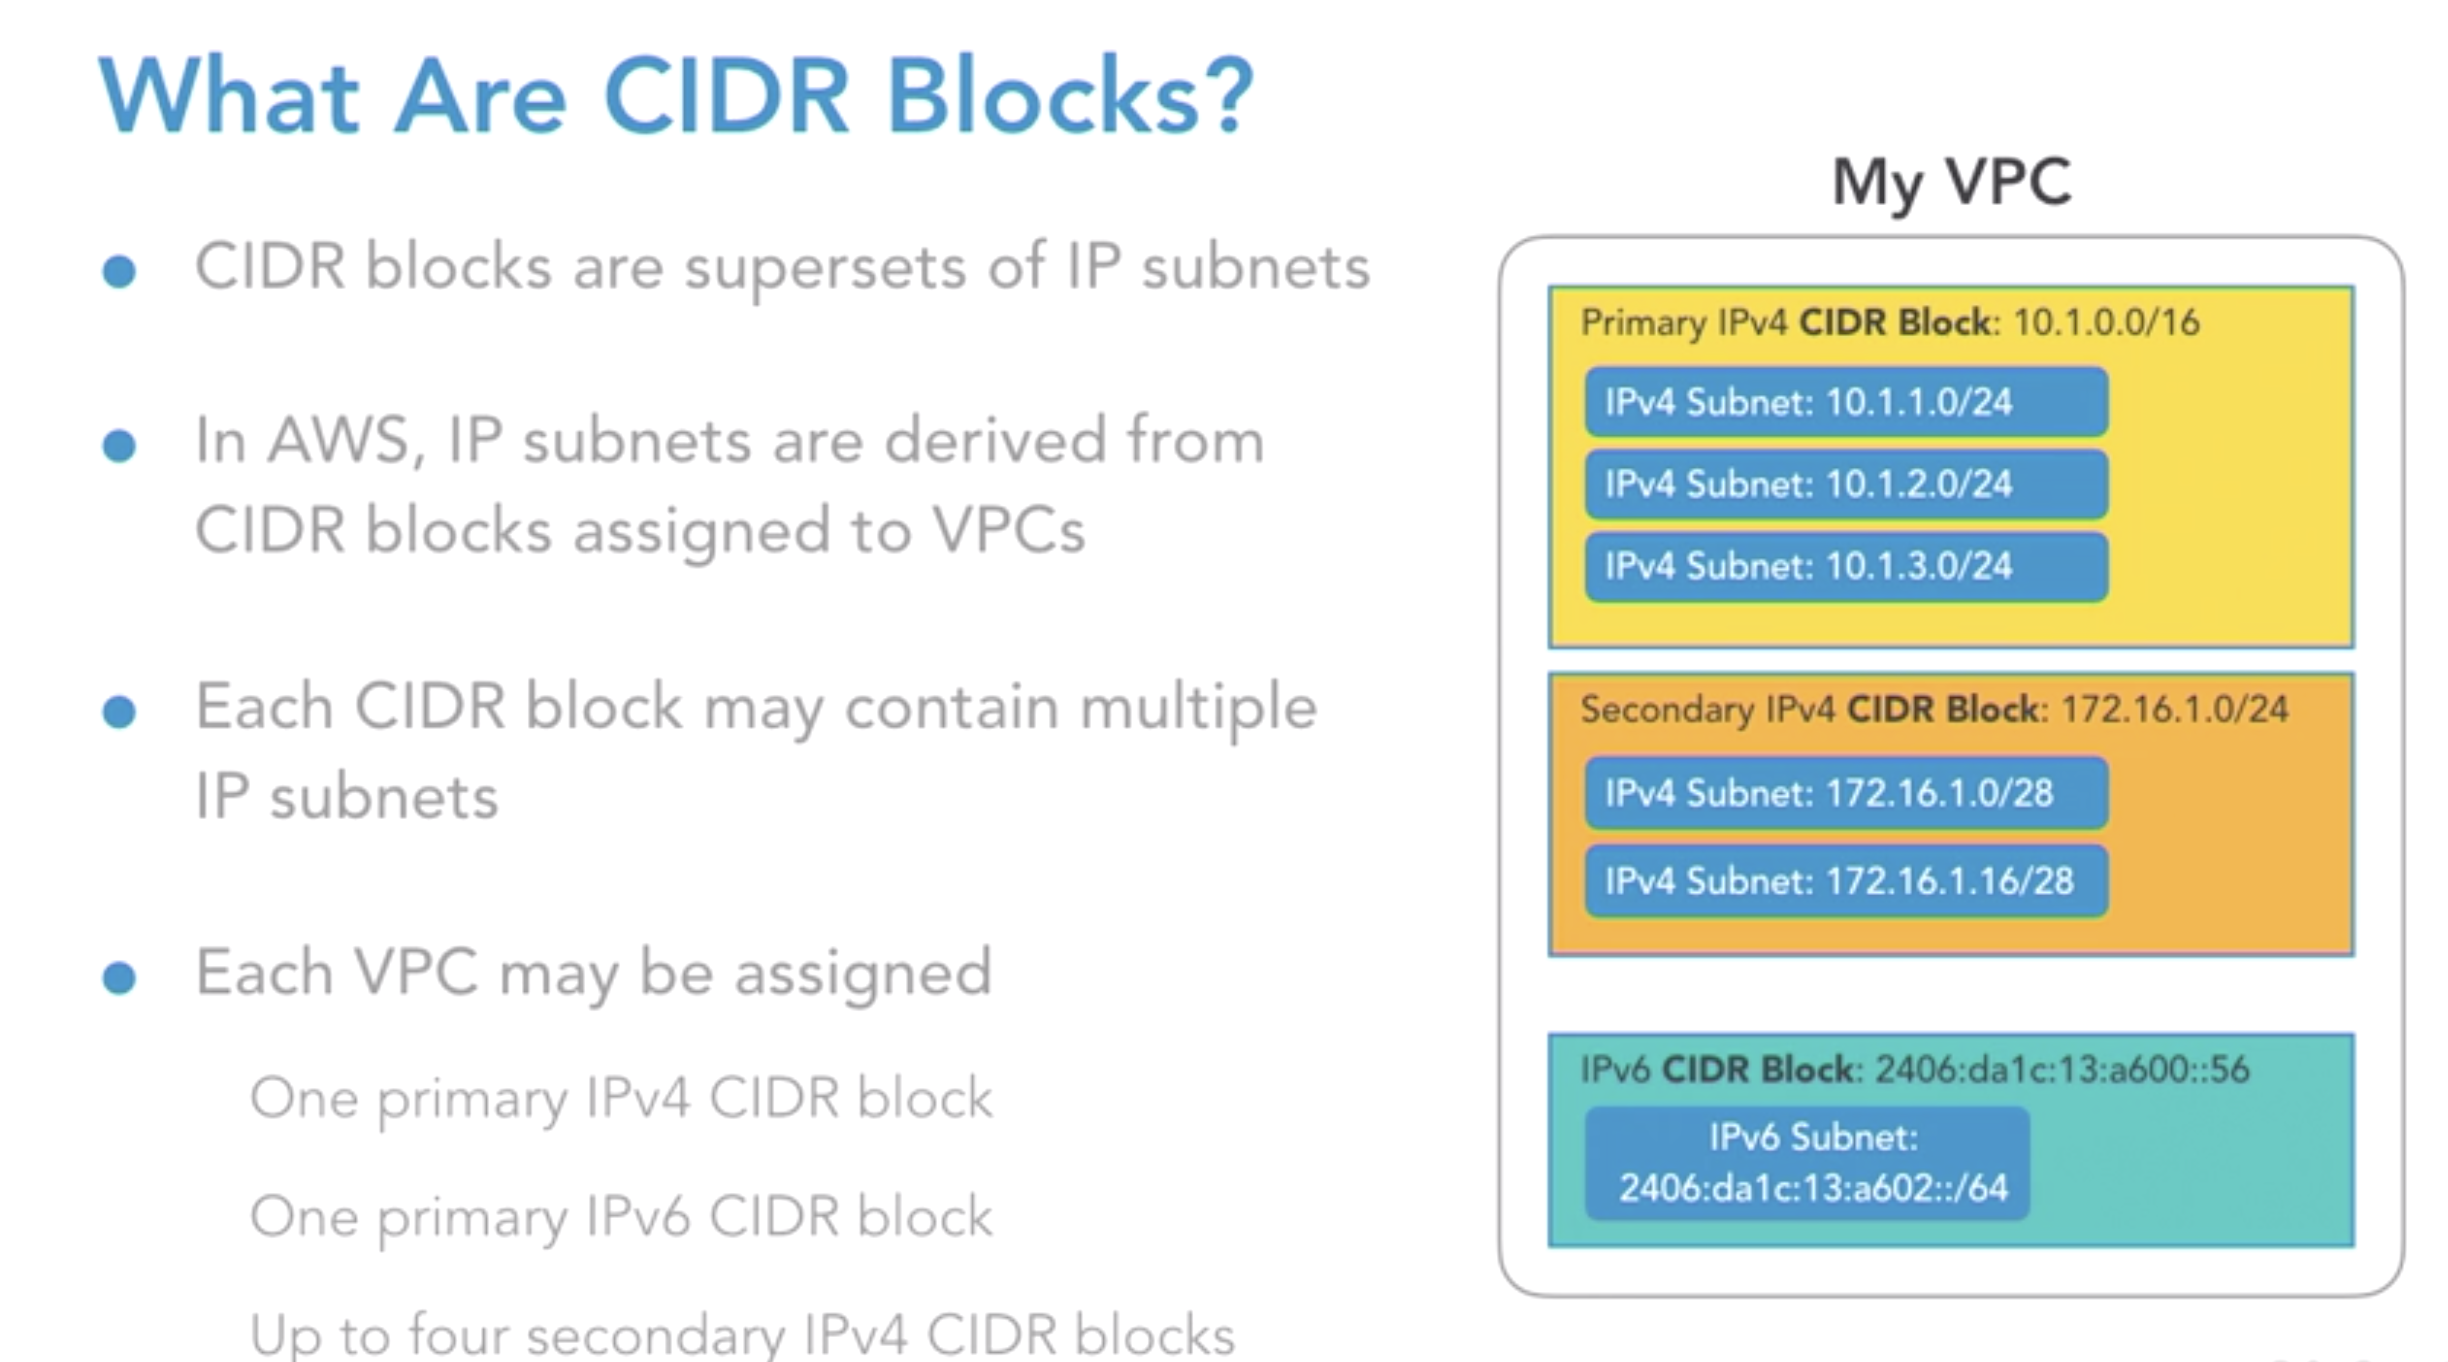 What Are CIDR Blocks?
CIDR blocks are supersets of IP subnets
In AWS, IP subnets are derived from
CIDR blocks assigned to VPCs
Each CIDR block may contain multiple
IP subnets
Each VPC may be assigned
One primary IPv4 CIDR block
One primary IPv6 CIDR block
Up to four secondary IPv4 CIDR blocks
My VPC
Primary IPv4 CIDR Block: 10.1.0.0/16
IPv4 Subnet: 10.1.1.0/24
IPv4 Subnet: 10.1.2.0/24
IPv4 Subnet: 10.1.3.0/24
Secondary IPv4 CIDR Block: 172.16.1.0/24
IPv4 Subnet: 172.16.1.0/28
IPv4 Subnet: 172.16.1.16/28
IPv6 CIDR Block: 2406:da1c:13:a600::56
IPv6 Subnet:
2406:da1c:13:a602::/64